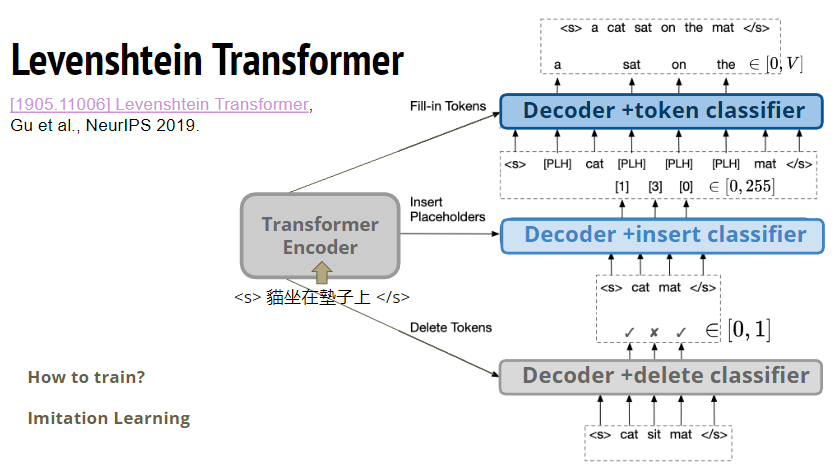 Levenshtein Transformer
[1905.11006] Levenshtein Transformer,
Gu et al., NeurIPS 2019.
<s> a cat sat on the mat </s>
a sat on the ∈ [0, V]
Fill-in Tokens
Decoder +token classifier
<s> [PLH] cat [PLH] [PLH] [PLH] mat </s>
[1] [3] [0] ∈ [0, 255]
Insert
Placeholders
Decoder +insert classifier
Transformer
Encoder
<s> 貓坐在墊子上 </s>
<s> cat mat </s>
✓ ✘ ✓ ∈ [0, 1]
Delete Tokens
Decoder +delete classifier
<s> cat sit mat </s>
How to train?
Imitation Learning